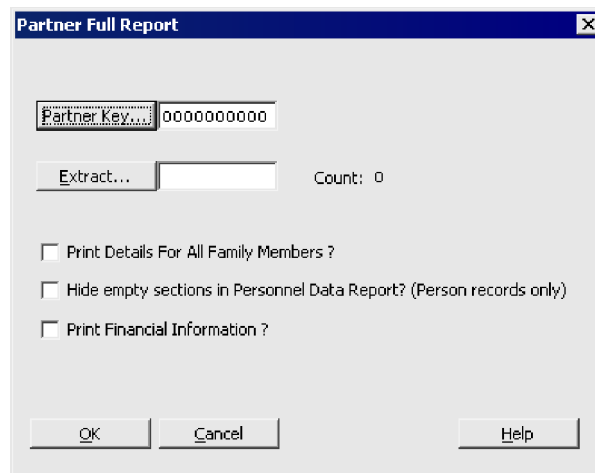 Partner Full Report
Partner Key... 0000000000
Extract... Count: 0
Print Details For All Family Members ?
Hide empty sections in Personnel Data Report? (Person records only)
Print Financial Information ?
OK Cancel Help